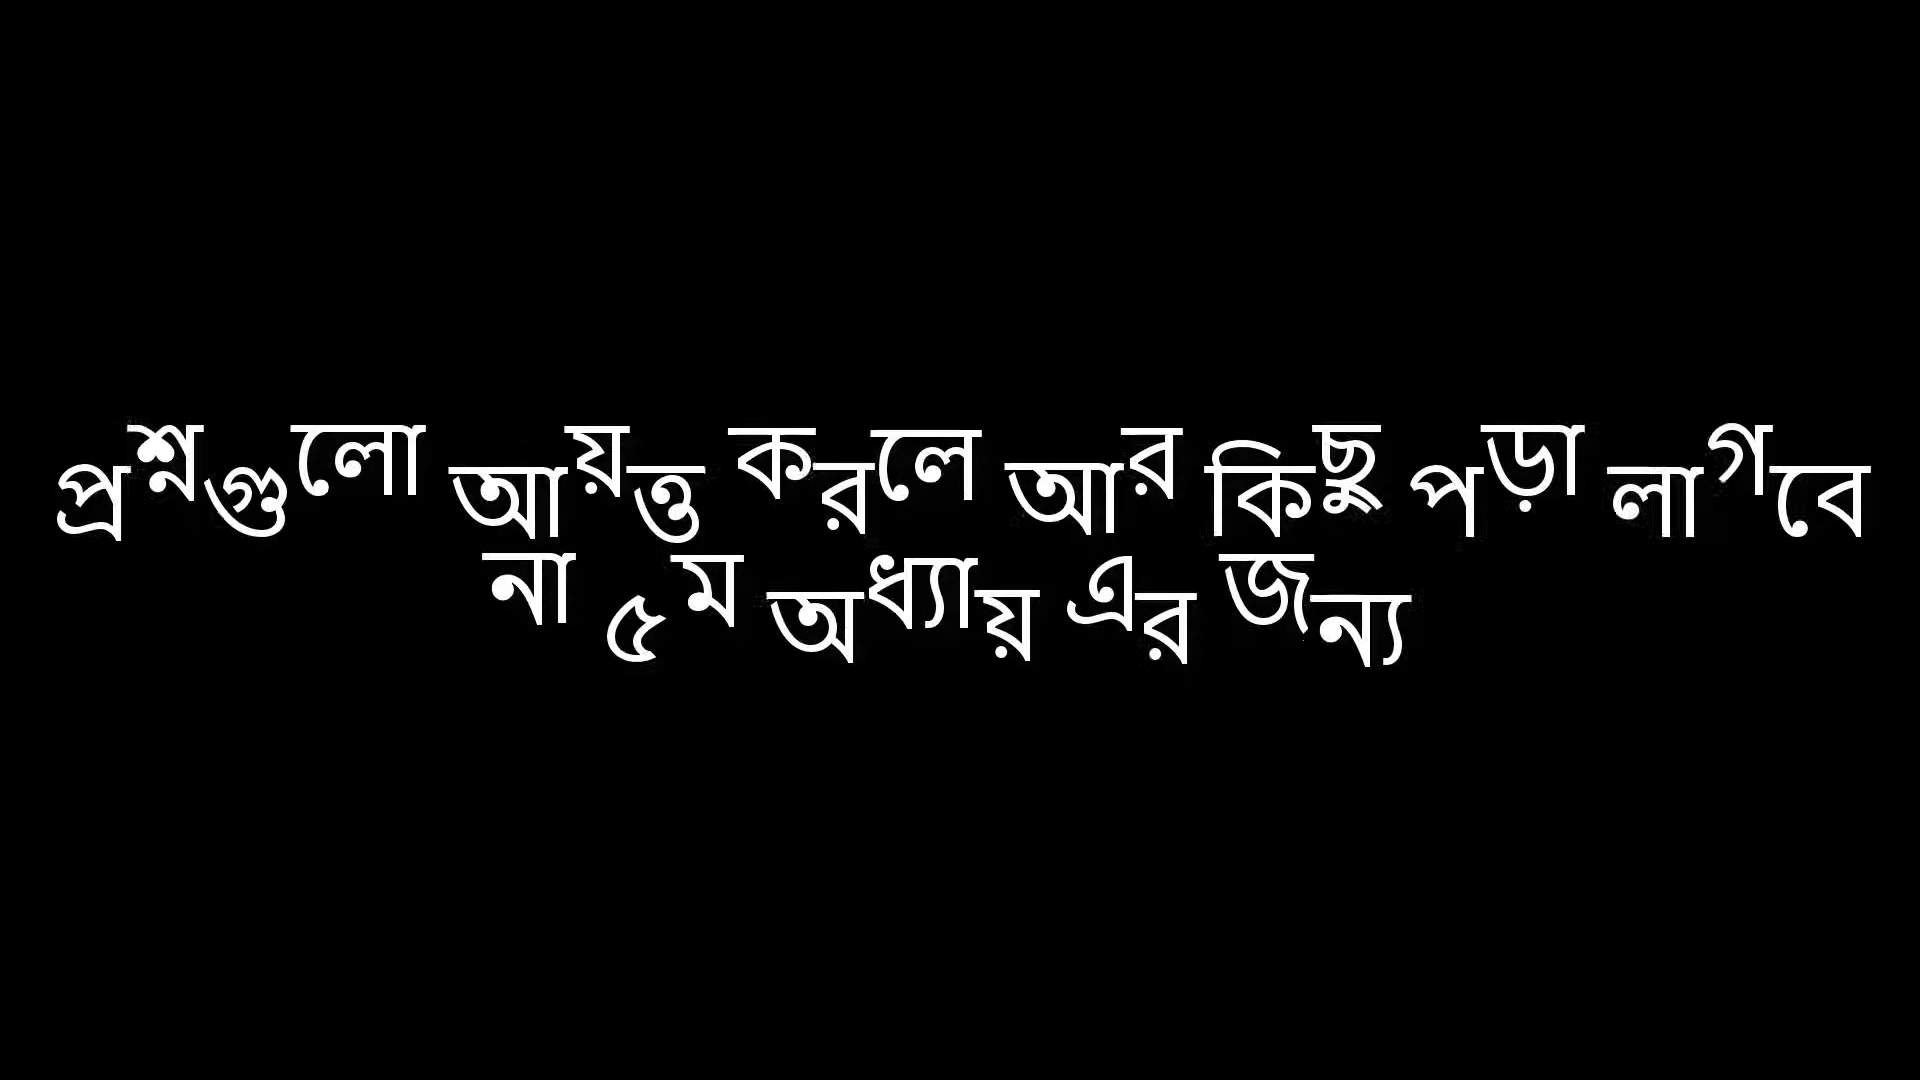 প্রশ্নগুলো আয়ত্ত করলে আর কিছু পড়া লাগবে
না ৫ম অধ্যায় এর জন্য